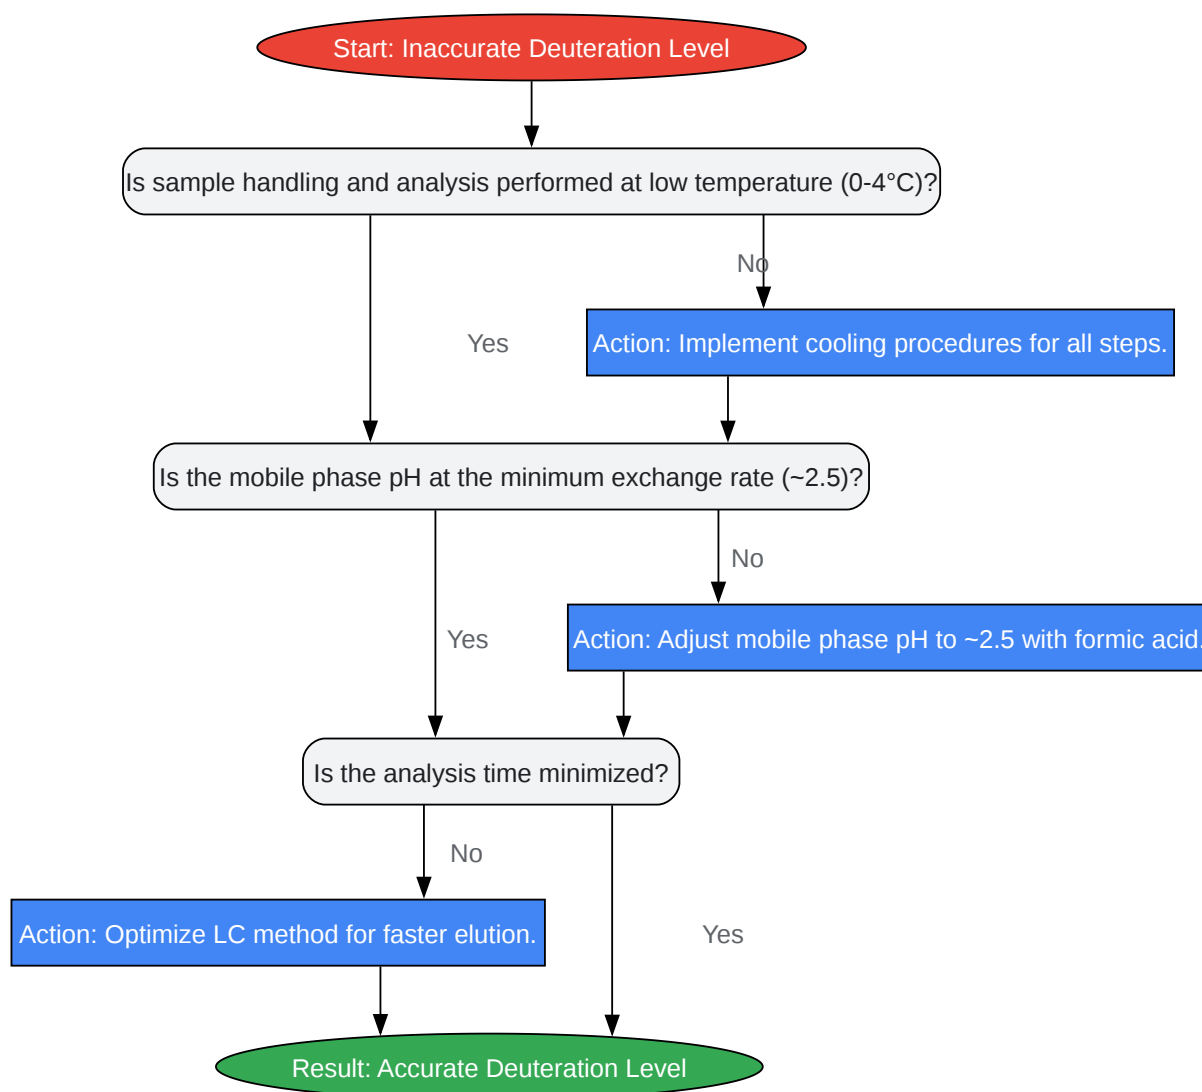 Start: Inaccurate Deuteration Level
Is sample handling and analysis performed at low temperature (0-4°C)?
No
Yes
Action: Implement cooling procedures for all steps.
Is the mobile phase pH at the minimum exchange rate (~2.5)?
No
Yes
Action: Adjust mobile phase pH to ~2.5 with formic acid.
Is the analysis time minimized?
No
Action: Optimize LC method for faster elution.
Yes
Result: Accurate Deuteration Level